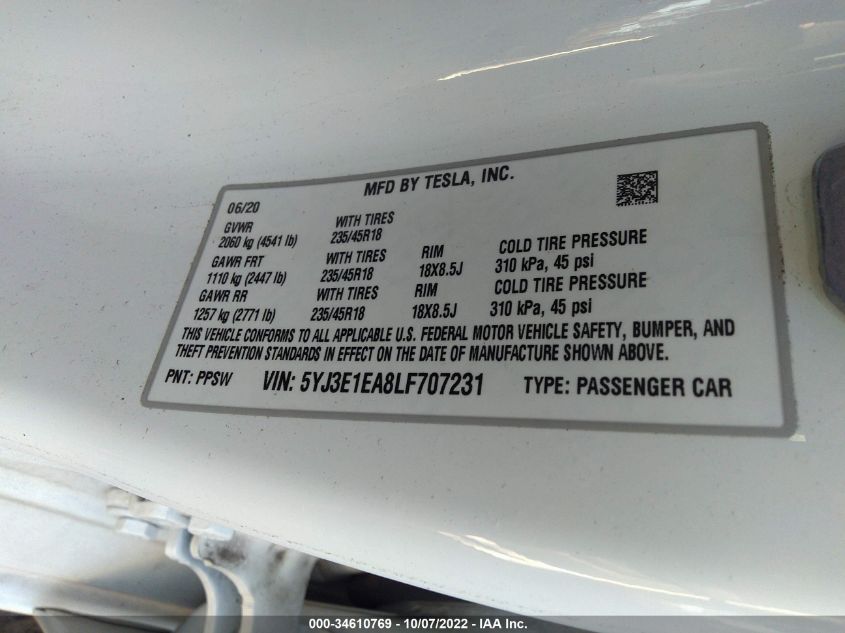 MFD BY TESLA, INC.
06/20
GVWR WITH TIRES
2060 kg (4541 lb) 235/45R18
GAWR FRT WITH TIRES RIM COLD TIRE PRESSURE
1110 kg (2447 lb) 235/45R18 18X8.5J 310 kPa, 45 psi
GAWR RR WITH TIRES RIM COLD TIRE PRESSURE
1257 kg (2771 lb) 235/45R18 18X8.5J 310 kPa, 45 psi
THIS VEHICLE CONFORMS TO ALL APPLICABLE U.S. FEDERAL MOTOR VEHICLE SAFETY, BUMPER, AND
THEFT PREVENTION STANDARDS IN EFFECT ON THE DATE OF MANUFACTURE SHOWN ABOVE.
PNT: PPSW VIN: 5YJ3E1EA8LF707231 TYPE: PASSENGER CAR
000-34610769 - 10/07/2022 - IAA Inc.